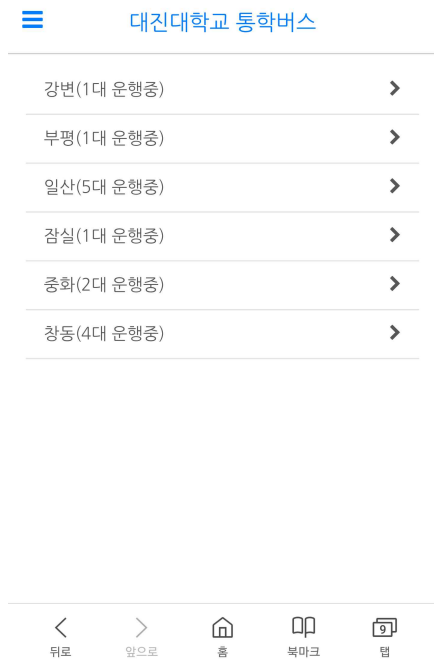 대진대학교 통학버스
강변(1대 운행중)
부평(1대 운행중)
일산(5대 운행중)
잠실(1대 운행중)
중화(2대 운행중)
창동(4대 운행중)
9
뒤로 앞으로 홈 북마크 탭